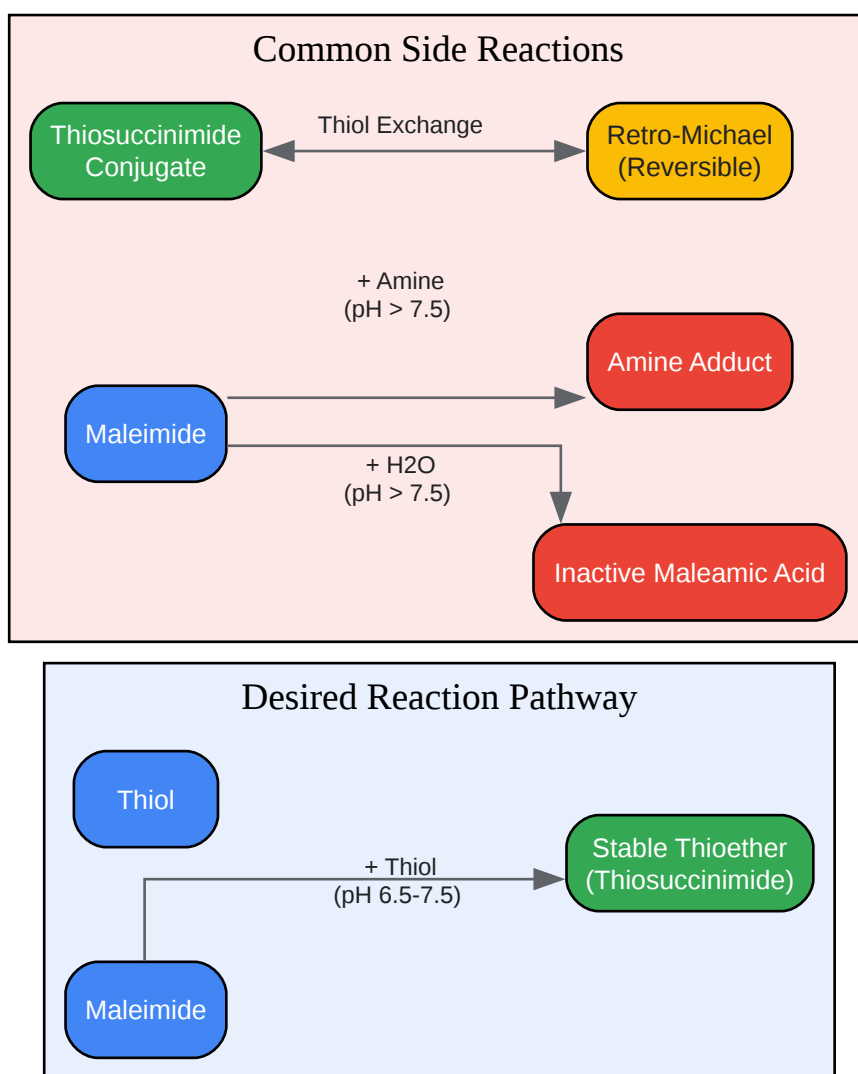 Common Side Reactions
Thiosuccinimide
Conjugate
Thiol Exchange
Retro-Michael
(Reversible)
+ Amine
(pH > 7.5)
Amine Adduct
Maleimide
+ H2O
(pH > 7.5)
Inactive Maleamic Acid
Desired Reaction Pathway
Thiol
+ Thiol
(pH 6.5-7.5)
Stable Thioether
(Thiosuccinimide)
Maleimide